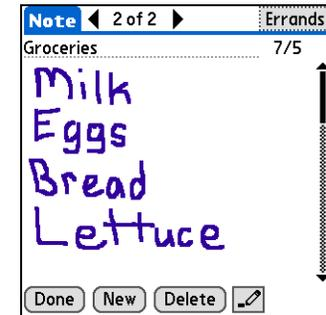 Note 2 of 2 Errands
Groceries 7/5
Milk
Eggs
Bread
Lettuce
Done New Delete